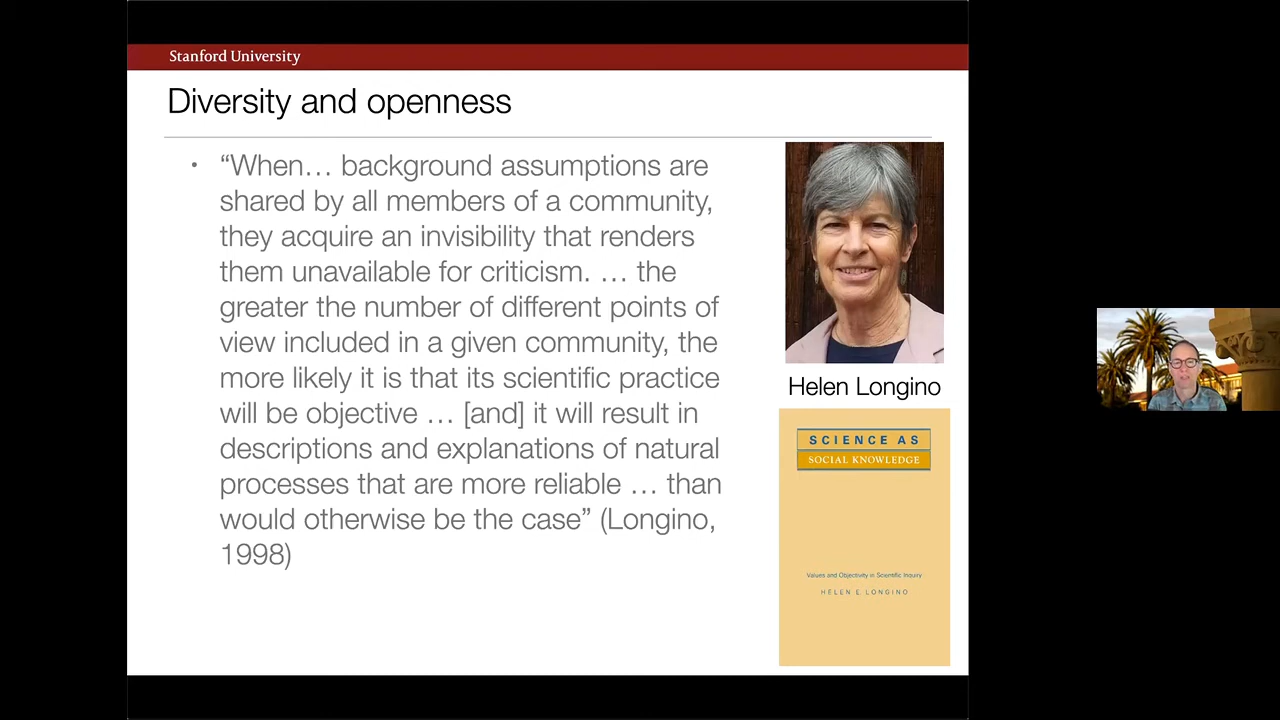 Stanford University
Diversity and openness
• “When… background assumptions are
shared by all members of a community,
they acquire an invisibility that renders
them unavailable for criticism. … the
greater the number of different points of
view included in a given community, the
more likely it is that its scientific practice
will be objective … [and] it will result in
descriptions and explanations of natural
processes that are more reliable … than
would otherwise be the case” (Longino,
1998)
Helen Longino
SCIENCE AS
SOCIAL KNOWLEDGE
Values and Objectivity in Scientific Inquiry
HELEN E. LONGINO